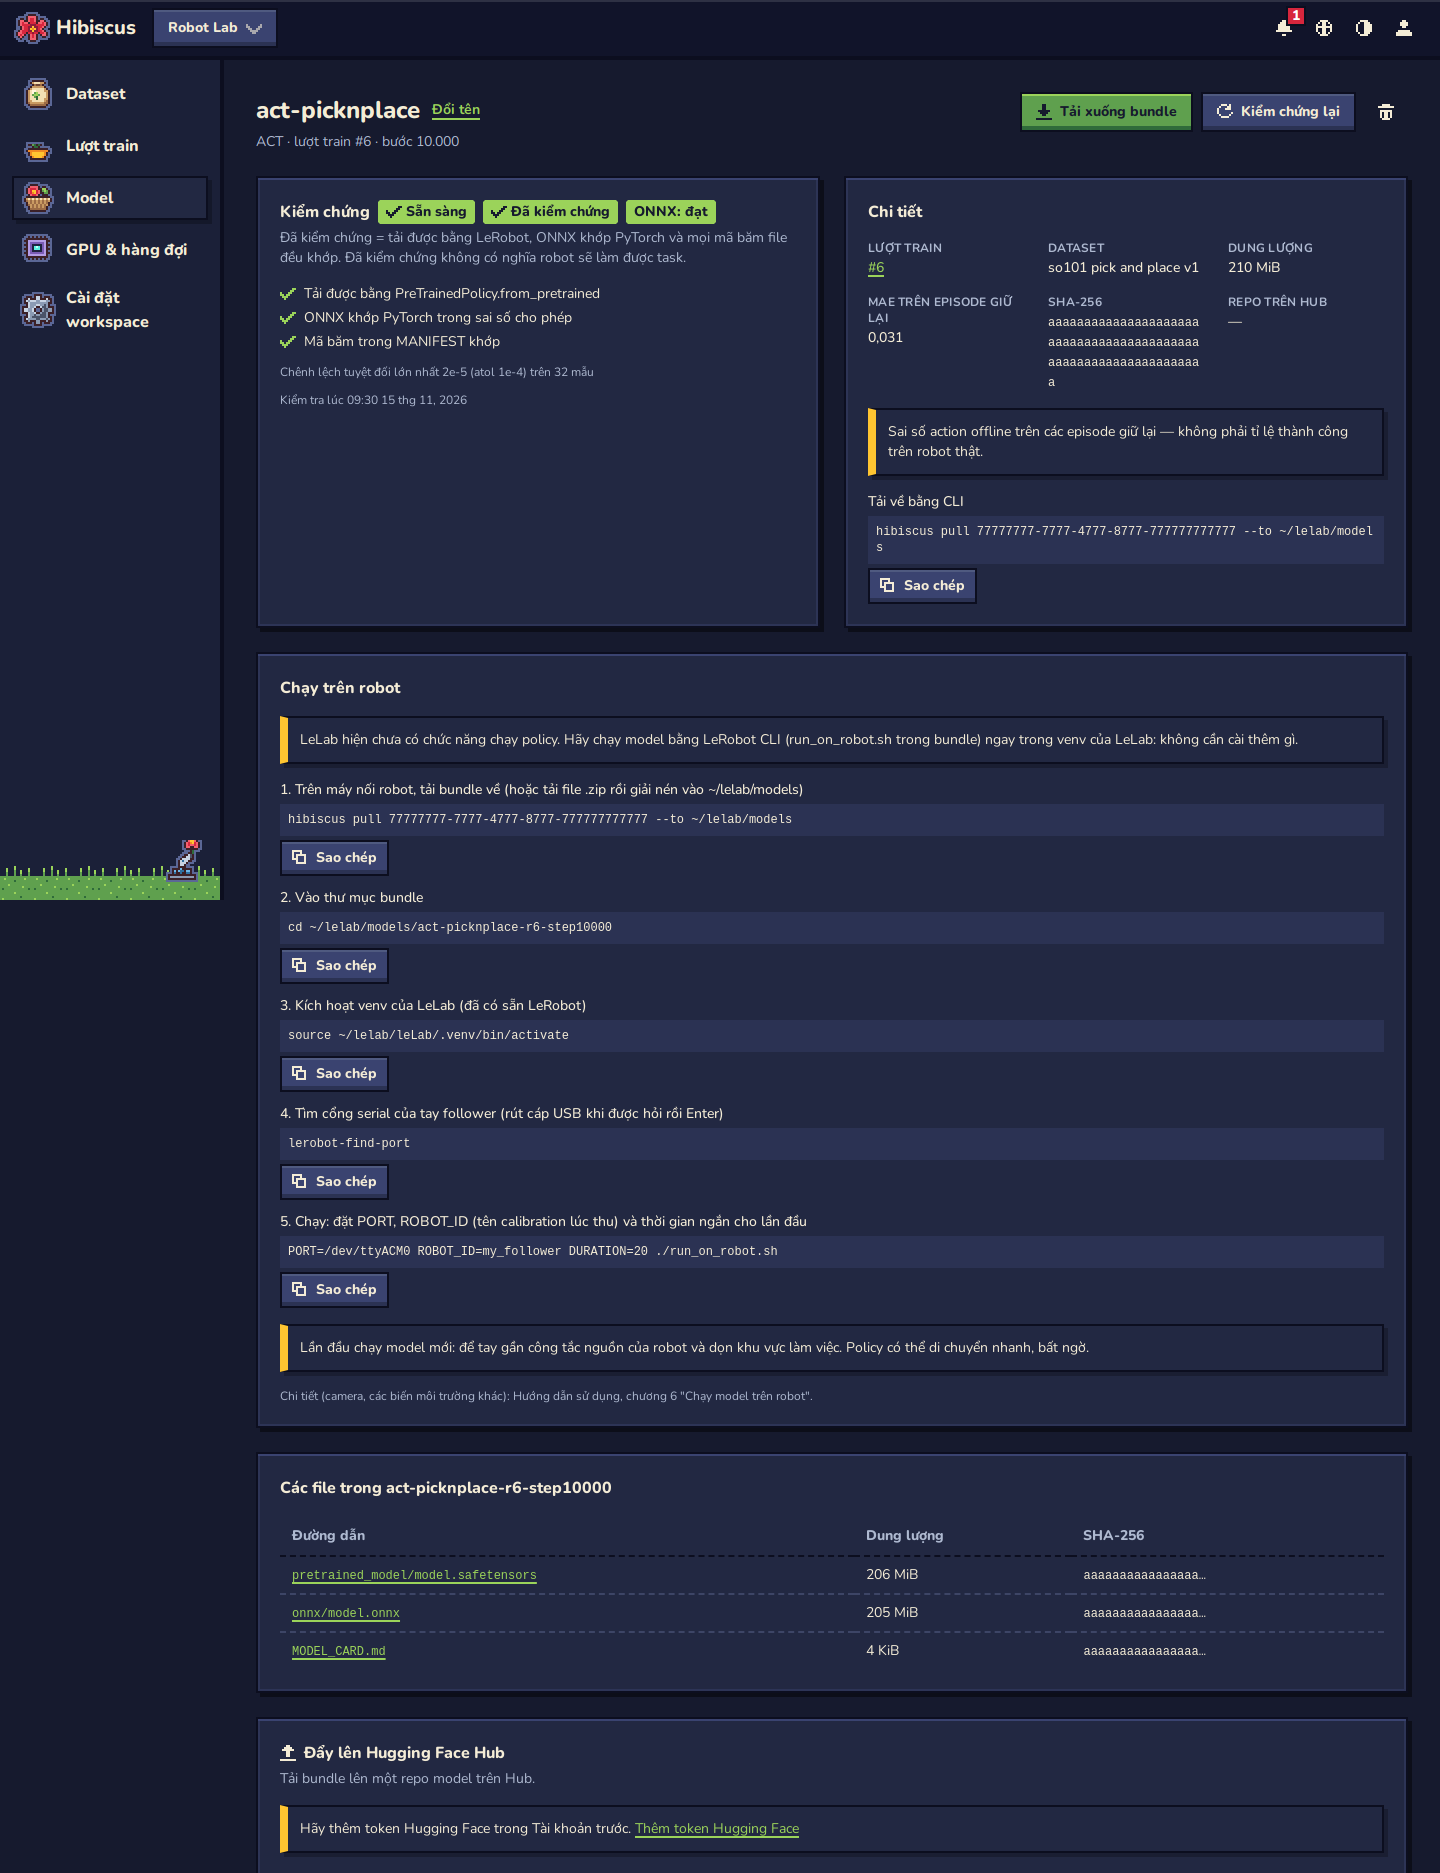 Hibiscus
Robot Lab
1
Dataset
Lượt train
Model
GPU & hàng đợi
Cài đặt
workspace
act-picknplace Đổi tên
ACT · lượt train #6 · bước 10.000
Tải xuống bundle
Kiểm chứng lại
Kiểm chứng Sẵn sàng Đã kiểm chứng ONNX: đạt
Đã kiểm chứng = tải được bằng LeRobot, ONNX khớp PyTorch và mọi mã băm file
đều khớp. Đã kiểm chứng không có nghĩa robot sẽ làm được task.
Tải được bằng PreTrainedPolicy.from_pretrained
ONNX khớp PyTorch trong sai số cho phép
Mã băm trong MANIFEST khớp
Chênh lệch tuyệt đối lớn nhất 2e-5 (atol 1e-4) trên 32 mẫu
Kiểm tra lúc 09:30 15 thg 11, 2026
Chi tiết
LƯỢT TRAIN
#6
DATASET
so101 pick and place v1
DUNG LƯỢNG
210 MiB
MAE TRÊN EPISODE GIỮ
LẠI
0,031
SHA-256
aaaaaaaaaaaaaaaaaaaaa
aaaaaaaaaaaaaaaaaaaaa
aaaaaaaaaaaaaaaaaaaaa
a
REPO TRÊN HUB
—
Sai số action offline trên các episode giữ lại — không phải tỉ lệ thành công
trên robot thật.
Tải về bằng CLI
hibiscus pull 77777777-7777-4777-8777-777777777777 --to ~/lelab/model
s
Sao chép
Chạy trên robot
LeLab hiện chưa có chức năng chạy policy. Hãy chạy model bằng LeRobot CLI (run_on_robot.sh trong bundle) ngay trong venv của LeLab: không cần cài thêm gì.
1. Trên máy nối robot, tải bundle về (hoặc tải file .zip rồi giải nén vào ~/lelab/models)
hibiscus pull 77777777-7777-4777-8777-777777777777 --to ~/lelab/models
Sao chép
2. Vào thư mục bundle
cd ~/lelab/models/act-picknplace-r6-step10000
Sao chép
3. Kích hoạt venv của LeLab (đã có sẵn LeRobot)
source ~/lelab/leLab/.venv/bin/activate
Sao chép
4. Tìm cổng serial của tay follower (rút cáp USB khi được hỏi rồi Enter)
lerobot-find-port
Sao chép
5. Chạy: đặt PORT, ROBOT_ID (tên calibration lúc thu) và thời gian ngắn cho lần đầu
PORT=/dev/ttyACM0 ROBOT_ID=my_follower DURATION=20 ./run_on_robot.sh
Sao chép
Lần đầu chạy model mới: để tay gần công tắc nguồn của robot và dọn khu vực làm việc. Policy có thể di chuyển nhanh, bất ngờ.
Chi tiết (camera, các biến môi trường khác): Hướng dẫn sử dụng, chương 6 "Chạy model trên robot".
Các file trong act-picknplace-r6-step10000
Đường dẫn Dung lượng SHA-256
pretrained_model/model.safetensors 206 MiB aaaaaaaaaaaaaaaa…
onnx/model.onnx 205 MiB aaaaaaaaaaaaaaaa…
MODEL_CARD.md 4 KiB aaaaaaaaaaaaaaaa…
Đẩy lên Hugging Face Hub
Tải bundle lên một repo model trên Hub.
Hãy thêm token Hugging Face trong Tài khoản trước. Thêm token Hugging Face